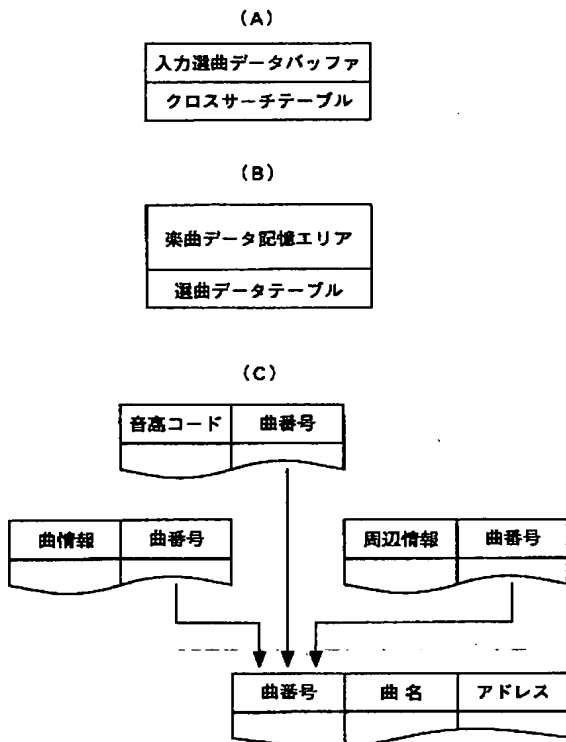 (A)
入力選曲データバッファ
クロスサーチテーブル
(B)
楽曲データ記憶エリア
選曲データテーブル
(C)
音高コード 曲番号
曲情報 曲番号
周辺情報 曲番号
曲番号 曲名 アドレス